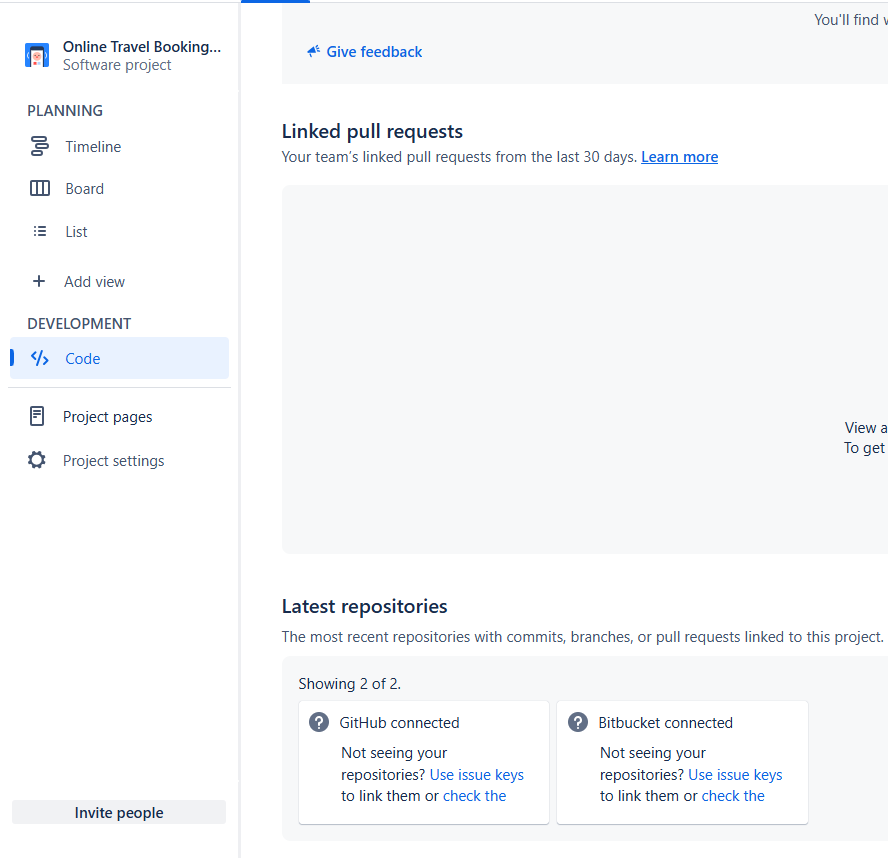 Online Travel Booking...
Software project
PLANNING
Timeline
Board
List
Add view
DEVELOPMENT
Code
Project pages
Project settings
Invite people
You'll find
Give feedback
Linked pull requests
Your team's linked pull requests from the last 30 days. Learn more
View a
To get
Latest repositories
The most recent repositories with commits, branches, or pull requests linked to this project.
Showing 2 of 2.
GitHub connected
Not seeing your
repositories? Use issue keys
to link them or check the
Bitbucket connected
Not seeing your
repositories? Use issue keys
to link them or check the